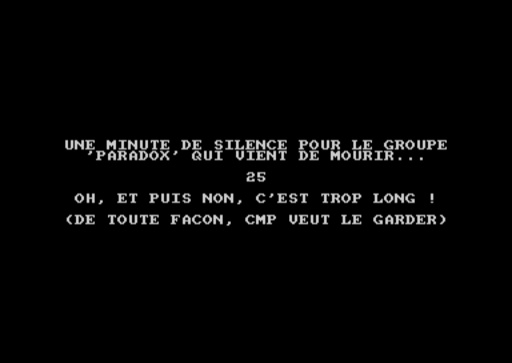 UNE MINUTE DE SILENCE POUR LE GROUPE
'PARADOX' QUI VIENT DE MOURIR...
25
OH, ET PUIS NON, C'EST TROP LONG !
(DE TOUTE FACON, CMP VEUT LE GARDER)